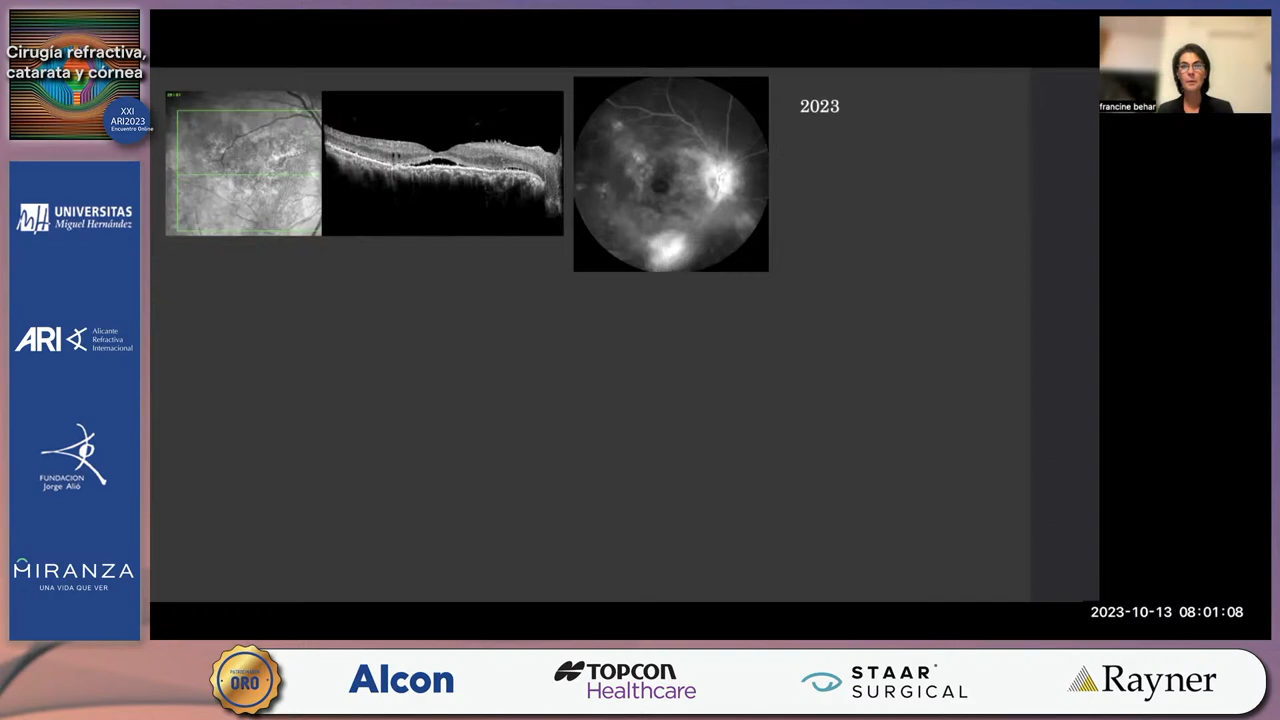 Cirugía refractiva,
catarata y córnea
XXI
ARI2023
Encuentro Online
UNIVERSITAS
Miguel Hernández
ARI
Alicante
Refractiva
Internacional
FUNDACION
Jorge Alió
MIRANZA
UNA VIDA QUE VER
2023
francine behar
2023-10-13 08:01:08
ORO
Alcon
TOPCON
Healthcare
STAAR
SURGICAL
Rayner